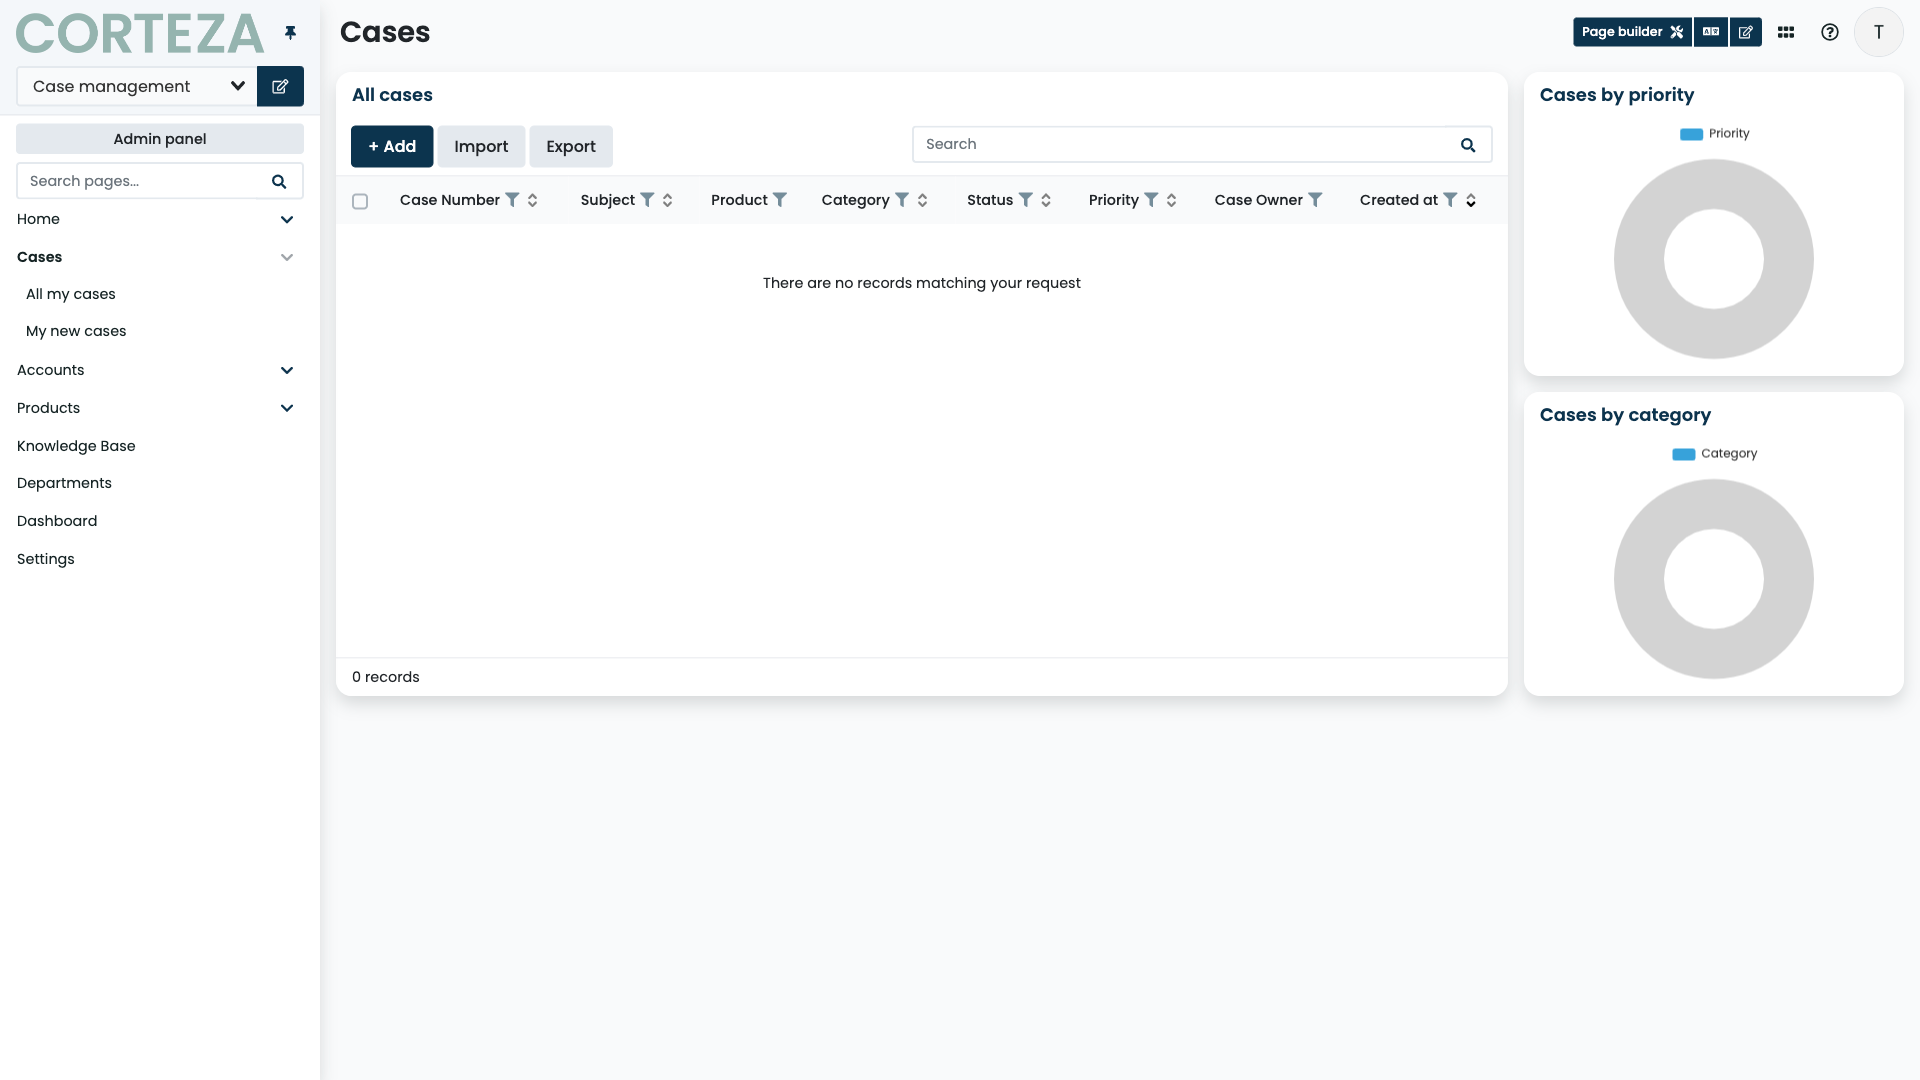 CORTEZA
Case management
Admin panel
Search pages...
Home
Cases
All my cases
My new cases
Accounts
Products
Knowledge Base
Departments
Dashboard
Settings
Cases
Page builder
T
All cases
+ Add
Import
Export
Search
Case Number
Subject
Product
Category
Status
Priority
Case Owner
Created at
There are no records matching your request
0 records
Cases by priority
Priority
Cases by category
Category